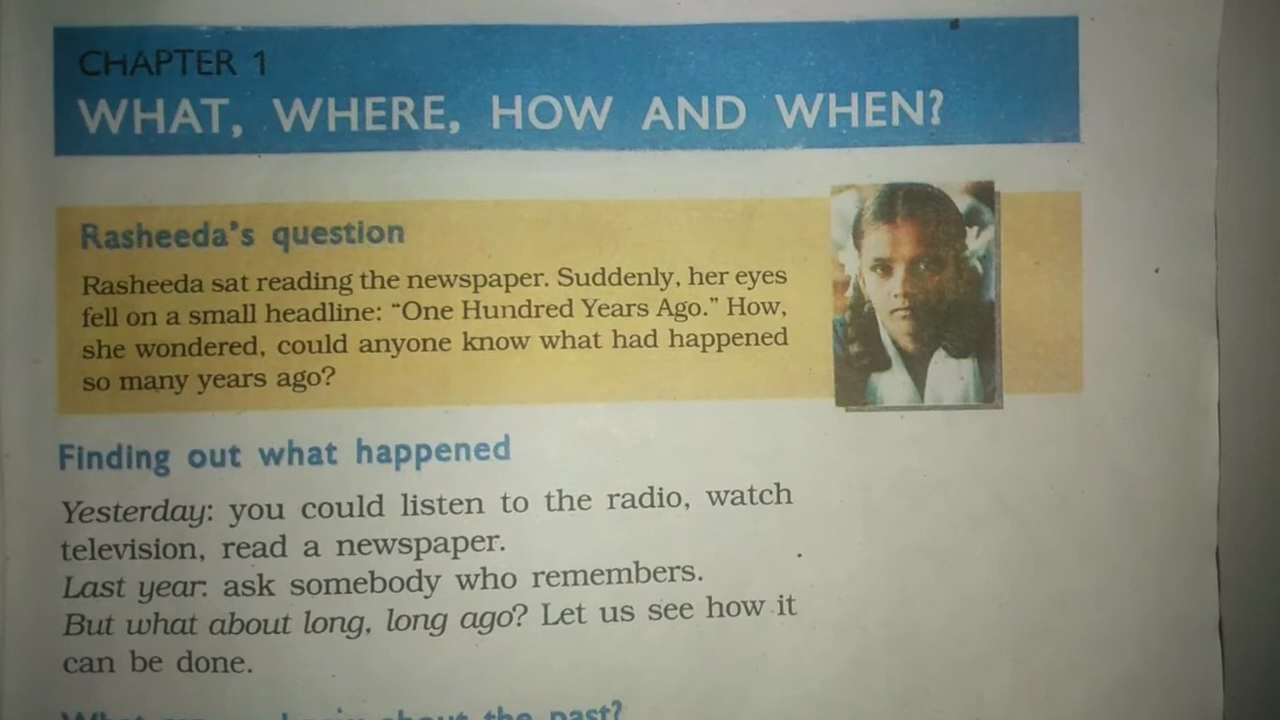 CHAPTER 1
WHAT, WHERE, HOW AND WHEN?
Rasheeda's question
Rasheeda sat reading the newspaper. Suddenly, her eyes
fell on a small headline: “One Hundred Years Ago.” How,
she wondered, could anyone know what had happened
so many years ago?
Finding out what happened
Yesterday: you could listen to the radio, watch
television, read a newspaper.
Last year: ask somebody who remembers.
But what about long, long ago? Let us see how it
can be done.
about the past?